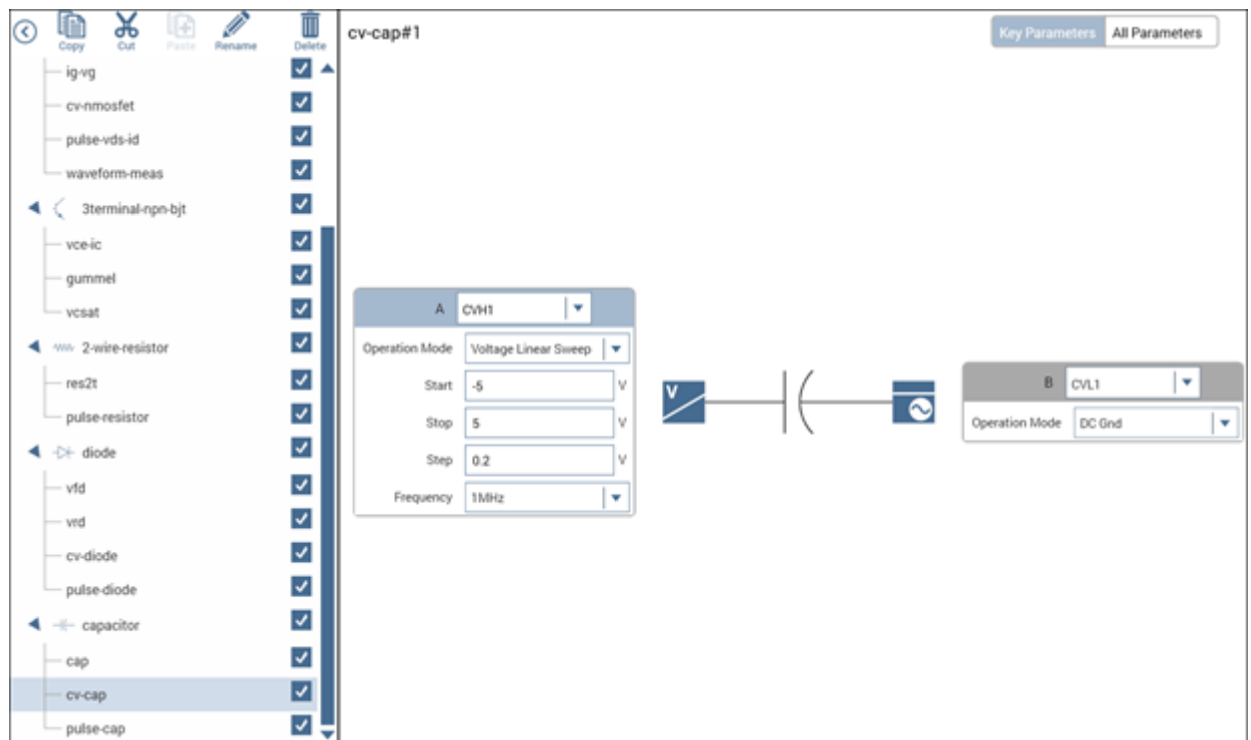 Copy Cut Paste Rename Delete
ig-vg
cv-nmosfet
pulse-vds-id
waveform-meas
3terminal-npn-bjt
vce-ic
gummel
vcsat
2-wire-resistor
res2t
pulse-resistor
diode
vfd
vrd
cv-diode
pulse-diode
capacitor
cap
cv-cap
pulse-cap
cv-cap#1
Key Parameters All Parameters
A CVH1
Operation Mode Voltage Linear Sweep
Start -5 V
Stop 5 V
Step 0.2 V
Frequency 1MHz
V
B CVL1
Operation Mode DC Gnd